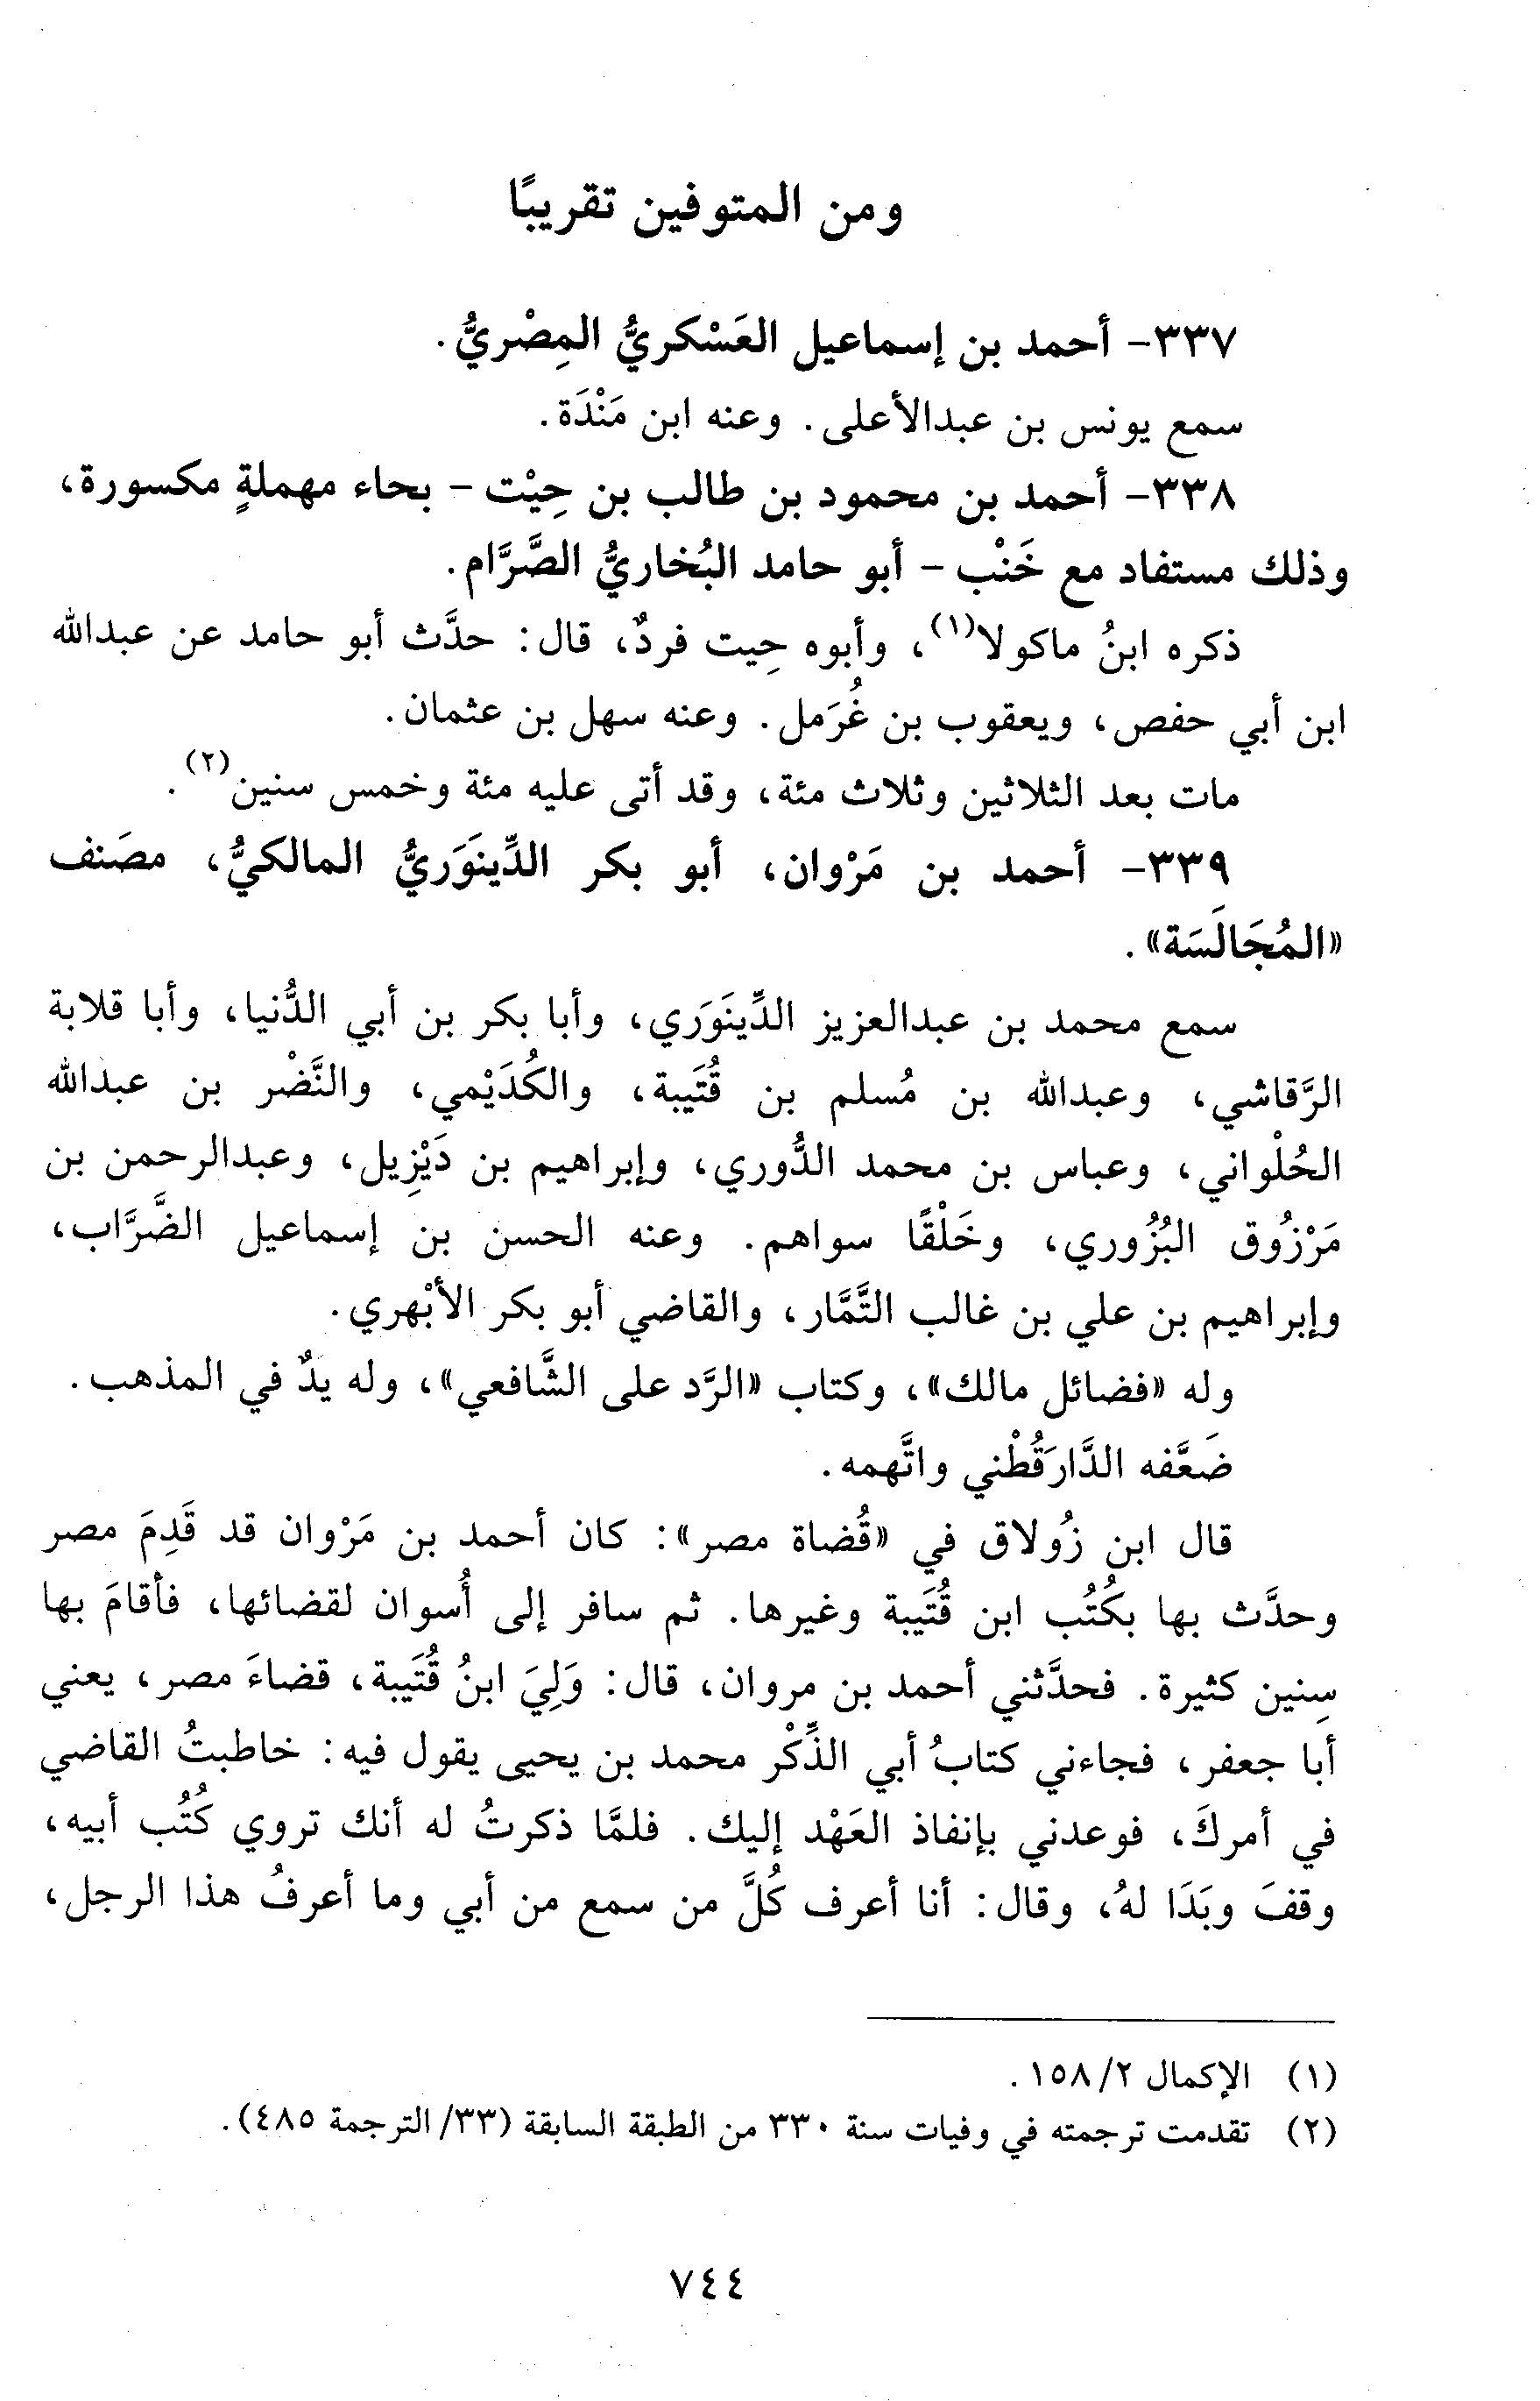 ومن المتوفين تقريبًا
٣٣٧- أحمد بن إسماعيل العَسْكريُّ المِصْريُّ.
سمع يونس بن عبدالأعلى. وعنه ابن مَنْدَة.
٣٣٨- أحمد بن محمود بن طالب بن حِيْت - بحاء مهملةٍ مكسورة،
وذلك مستفاد مع خَنْب - أبو حامد البُخاريُّ الصَّرَّام.
ذكره ابنُ ماكولا(١)، وأبوه حِيت فردٌ، قال: حدَّث أبو حامد عن عبدالله
ابن أبي حفص، ويعقوب بن غُرَمل. وعنه سهل بن عثمان.
مات بعد الثلاثين وثلاث مئة، وقد أتى عليه مئة وخمس سنين(٢).
٣٣٩- أحمد بن مَرْوان، أبو بكر الدِّينَوَريُّ المالكيُّ، مصَنف
«المُجَالَسَة».
سمع محمد بن عبدالعزيز الدِّينَوَري، وأبا بكر بن أبي الدُّنيا، وأبا قلابة
الرَّقاشي، وعبدالله بن مُسلم بن قُتَيبة، والكُدَيْمي، والنَّضْر بن عبدالله
الحُلْواني، وعباس بن محمد الدُّوري، وإبراهيم بن دَيْزِيل، وعبدالرحمن بن
مَرْزُوق البُزُوري، وخَلْقًا سواهم. وعنه الحسن بن إسماعيل الضَّرَّاب،
وإبراهيم بن علي بن غالب التَّمَّار، والقاضي أبو بكر الأبْهري.
وله «فضائل مالك»، وكتاب «الرَّد على الشَّافعي»، وله يدٌ في المذهب.
ضَعَّفه الدَّارَقُطْني واتَّهمه.
قال ابن زُولاق في «قُضاة مصر»: كان أحمد بن مَرْوان قد قَدِمَ مصر
وحدَّث بها بكُتُب ابن قُتَيبة وغيرها. ثم سافر إلى أُسوان لقضائها، فأقامَ بها
سِنين كثيرة. فحدَّثني أحمد بن مروان، قال: وَلِيَ ابنُ قُتَيبة، قضاءَ مصر، يعني
أبا جعفر، فجاءني كتابُ أبي الذِّكْر محمد بن يحيى يقول فيه: خاطبتُ القاضي
في أمركَ، فوعدني بإنفاذ العَهْد إليك. فلمَّا ذكرتُ له أنك تروي كُتُب أبيه،
وقفَ وبَدَا لهُ، وقال: أنا أعرف كُلَّ من سمع من أبي وما أعرفُ هذا الرجل،
(١) الإكمال ٢/ ١٥٨.
(٢) تقدمت ترجمته في وفيات سنة ٣٣٠ من الطبقة السابقة (٣٣/ الترجمة ٤٨٥).
٧٤٤